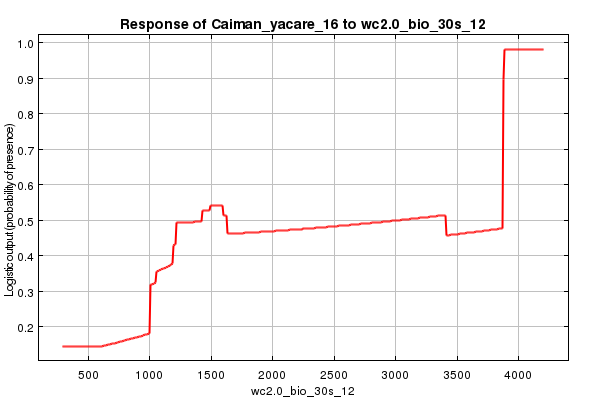 Response of Caiman_yacare_16 to wc2.0_bio_30s_12
Logistic output (probability of presence)
1.0
0.9
0.8
0.7
0.6
0.5
0.4
0.3
0.2
500 1000 1500 2000 2500 3000 3500 4000
wc2.0_bio_30s_12